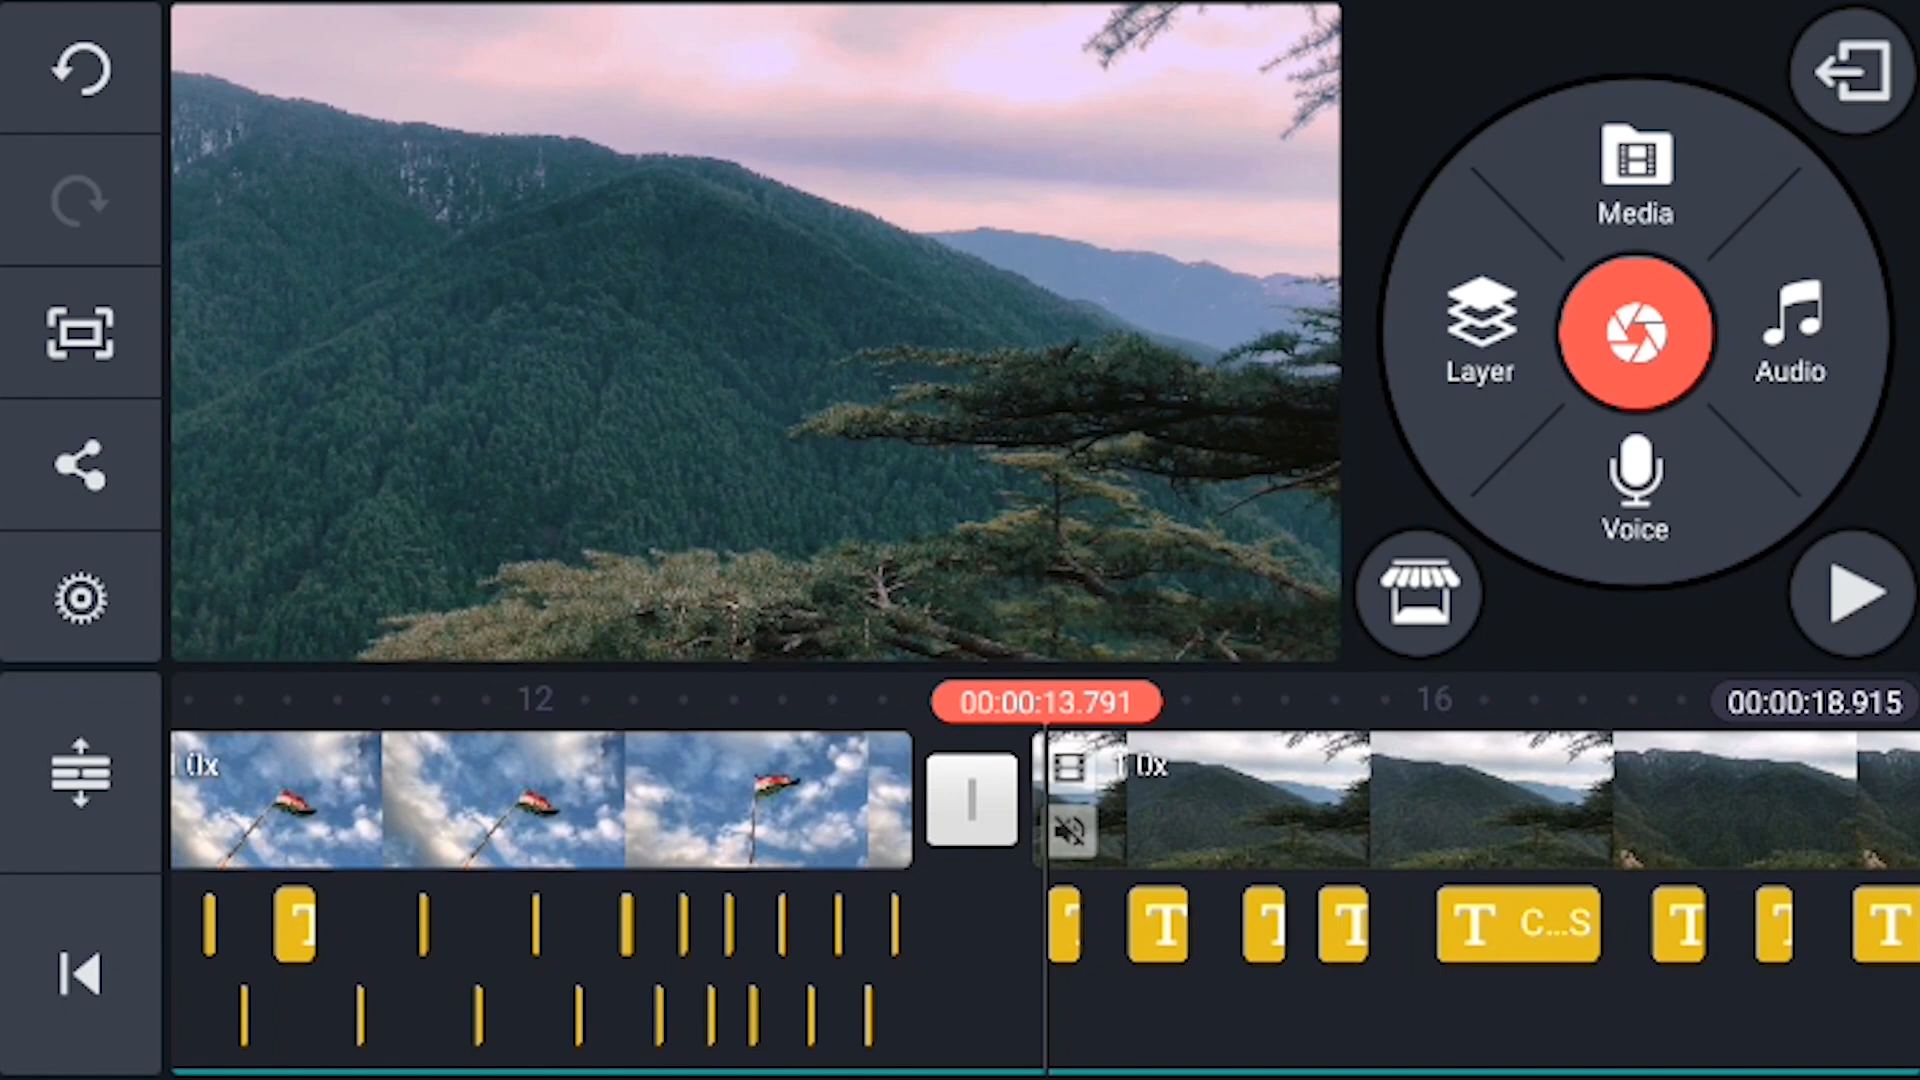 Media
Layer
Audio
Voice
12
00:00:13.791
16
00:00:18.915
0x
1.0x
T
T
T
T
T
T C...S
T
T
T